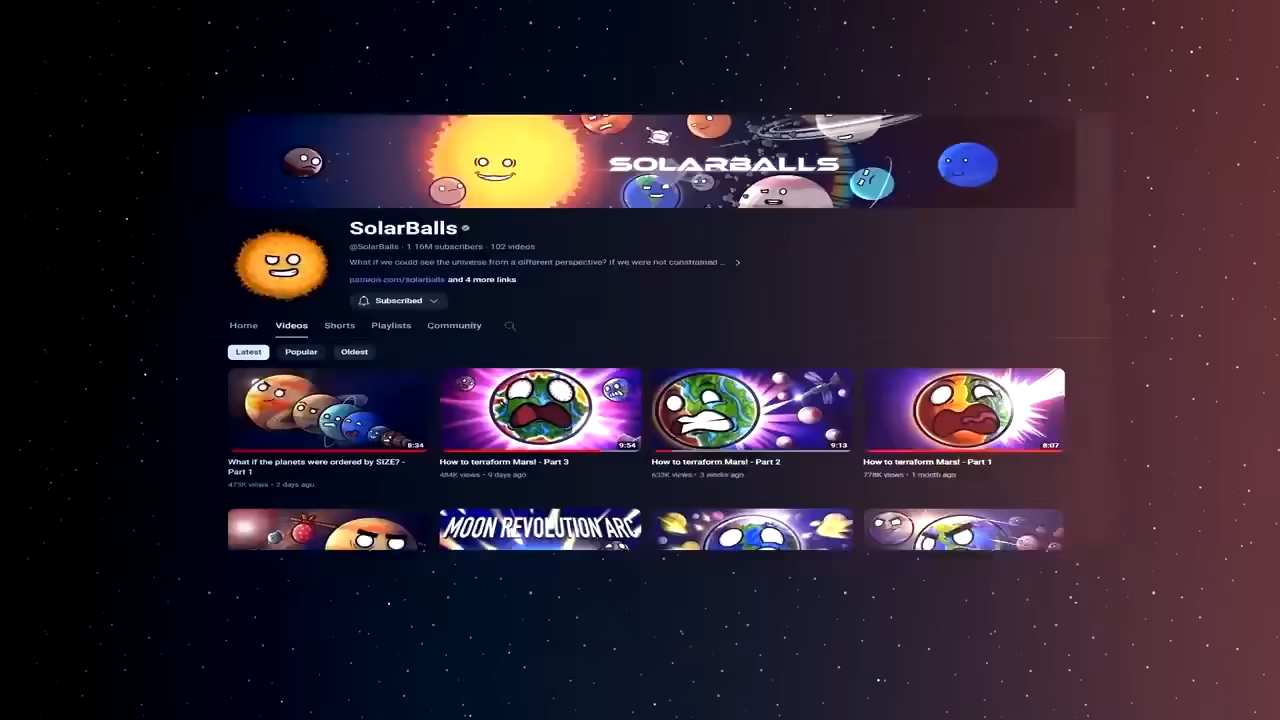 SOLARBALLS
SolarBalls
@SolarBalls · 1.16M subscribers · 102 videos
What if we could see the universe from a different perspective? If we were not constrained ...
patreon.com/solarballs and 4 more links
Subscribed
Home Videos Shorts Playlists Community
Latest Popular Oldest
8:34 9:54 9:13 8:07
What if the planets were ordered by SIZE? -
Part 1
473K views · 2 days ago
How to terraform Mars! - Part 3
484K views · 9 days ago
How to terraform Mars! - Part 2
633K views · 3 weeks ago
How to terraform Mars! - Part 1
778K views · 1 month ago
MOON REVOLUTION ARC